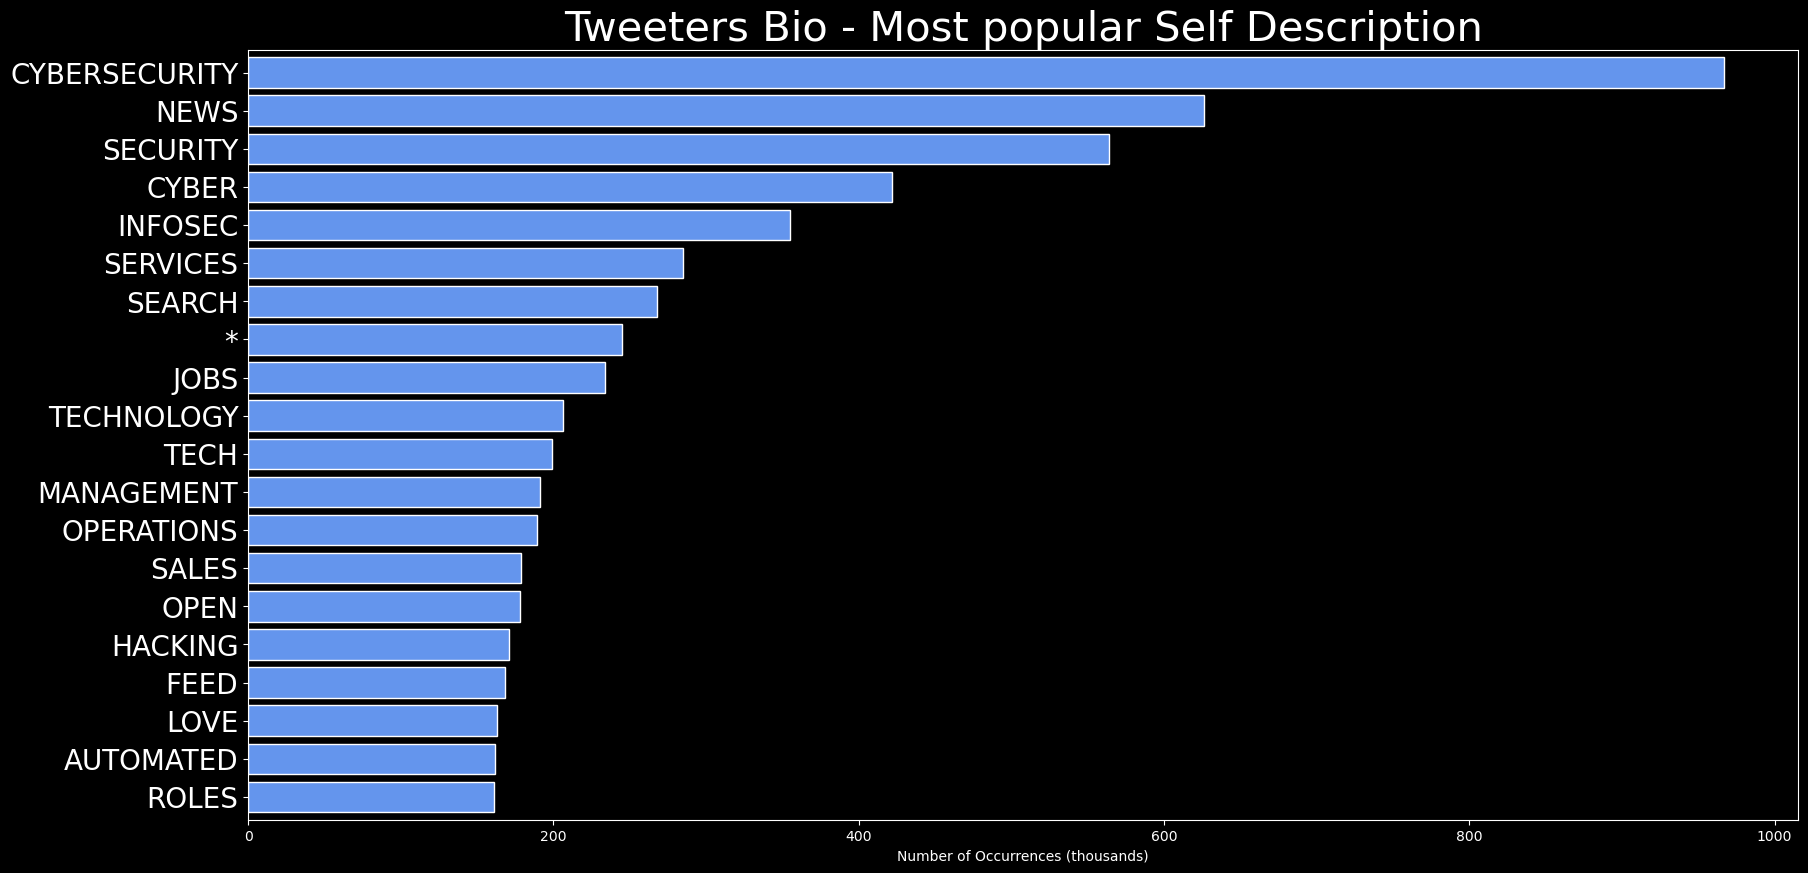 Tweeters Bio - Most popular Self Description
CYBERSECURITY
NEWS
SECURITY
CYBER
INFOSEC
SERVICES
SEARCH
*
JOBS
TECHNOLOGY
TECH
MANAGEMENT
OPERATIONS
SALES
OPEN
HACKING
FEED
LOVE
AUTOMATED
ROLES
0 200 400 600 800 1000
Number of Occurrences (thousands)